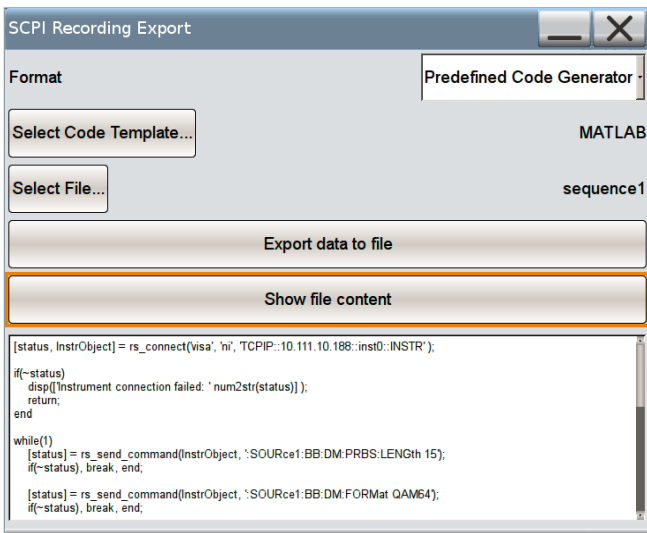 SCPI Recording Export
Format Predefined Code Generator
Select Code Template... MATLAB
Select File... sequence1
Export data to file
Show file content
[status, InstrObject] = rs_connect('visa', 'ni', 'TCPIP::10.111.10.188::inst0::INSTR' );
if(~status)
disp(['Instrument connection failed: ' num2str(status)] );
return;
end
while(1)
[status] = rs_send_command(InstrObject, ':SOURce1:BB:DM:PRBS:LENGth 15');
if(~status), break, end;
[status] = rs_send_command(InstrObject, ':SOURce1:BB:DM:FORMat QAM64');
if(~status), break, end;